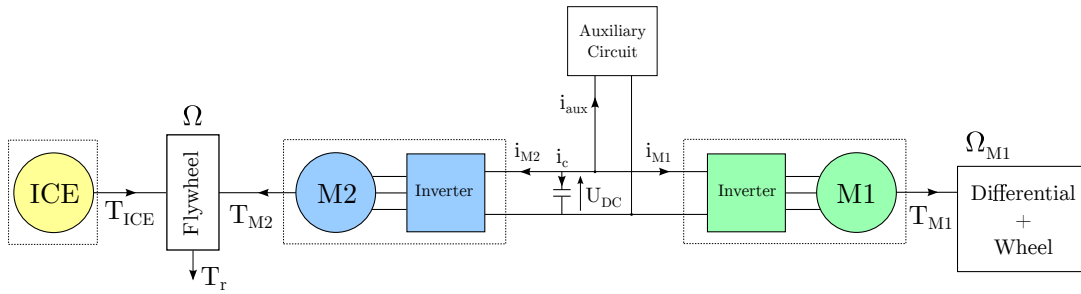 Auxiliary
Circuit
i_aux
Ω
ICE
T_ICE
Flywheel
T_M2
T_r
M2
Inverter
i_M2
i_c
U_DC
i_M1
Inverter
M1
T_M1
Ω_M1
Differential
+
Wheel